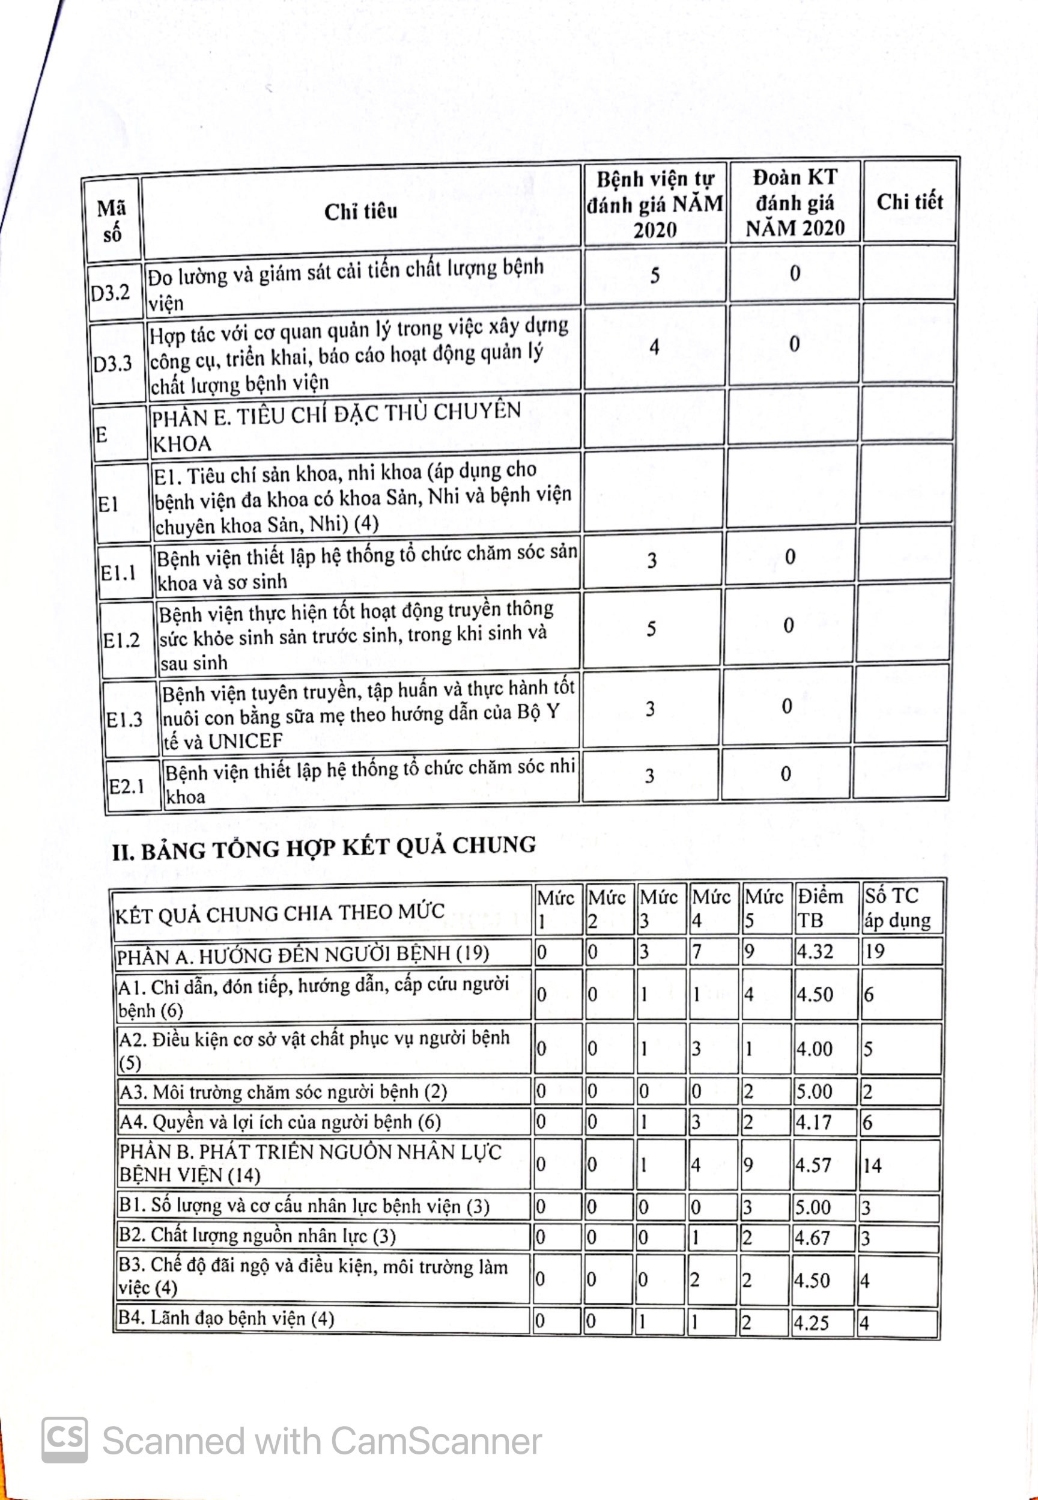 Mã số | Chỉ tiêu | Bệnh viện tự đánh giá NĂM 2020 | Đoàn KT đánh giá NĂM 2020 | Chi tiết
D3.2 | Đo lường và giám sát cải tiến chất lượng bệnh viện | 5 | 0
D3.3 | Hợp tác với cơ quan quản lý trong việc xây dựng công cụ, triển khai, báo cáo hoạt động quản lý chất lượng bệnh viện | 4 | 0
E | PHẦN E. TIÊU CHÍ ĐẶC THÙ CHUYÊN KHOA
E1 | E1. Tiêu chí sản khoa, nhi khoa (áp dụng cho bệnh viện đa khoa có khoa Sản, Nhi và bệnh viện chuyên khoa Sản, Nhi) (4)
E1.1 | Bệnh viện thiết lập hệ thống tổ chức chăm sóc sản khoa và sơ sinh | 3 | 0
E1.2 | Bệnh viện thực hiện tốt hoạt động truyền thông sức khỏe sinh sản trước sinh, trong khi sinh và sau sinh | 5 | 0
E1.3 | Bệnh viện tuyên truyền, tập huấn và thực hành tốt nuôi con bằng sữa mẹ theo hướng dẫn của Bộ Y tế và UNICEF | 3 | 0
E2.1 | Bệnh viện thiết lập hệ thống tổ chức chăm sóc nhi khoa | 3 | 0
II. BẢNG TỔNG HỢP KẾT QUẢ CHUNG
KẾT QUẢ CHUNG CHIA THEO MỨC | Mức 1 | Mức 2 | Mức 3 | Mức 4 | Mức 5 | Điểm TB | Số TC áp dụng
PHẦN A. HƯỚNG ĐẾN NGƯỜI BỆNH (19) | 0 | 0 | 3 | 7 | 9 | 4.32 | 19
A1. Chỉ dẫn, đón tiếp, hướng dẫn, cấp cứu người bệnh (6) | 0 | 0 | 1 | 1 | 4 | 4.50 | 6
A2. Điều kiện cơ sở vật chất phục vụ người bệnh (5) | 0 | 0 | 1 | 3 | 1 | 4.00 | 5
A3. Môi trường chăm sóc người bệnh (2) | 0 | 0 | 0 | 0 | 2 | 5.00 | 2
A4. Quyền và lợi ích của người bệnh (6) | 0 | 0 | 1 | 3 | 2 | 4.17 | 6
PHẦN B. PHÁT TRIỂN NGUỒN NHÂN LỰC BỆNH VIỆN (14) | 0 | 0 | 1 | 4 | 9 | 4.57 | 14
B1. Số lượng và cơ cấu nhân lực bệnh viện (3) | 0 | 0 | 0 | 0 | 3 | 5.00 | 3
B2. Chất lượng nguồn nhân lực (3) | 0 | 0 | 0 | 1 | 2 | 4.67 | 3
B3. Chế độ đãi ngộ và điều kiện, môi trường làm việc (4) | 0 | 0 | 0 | 2 | 2 | 4.50 | 4
B4. Lãnh đạo bệnh viện (4) | 0 | 0 | 1 | 1 | 2 | 4.25 | 4
CS Scanned with CamScanner